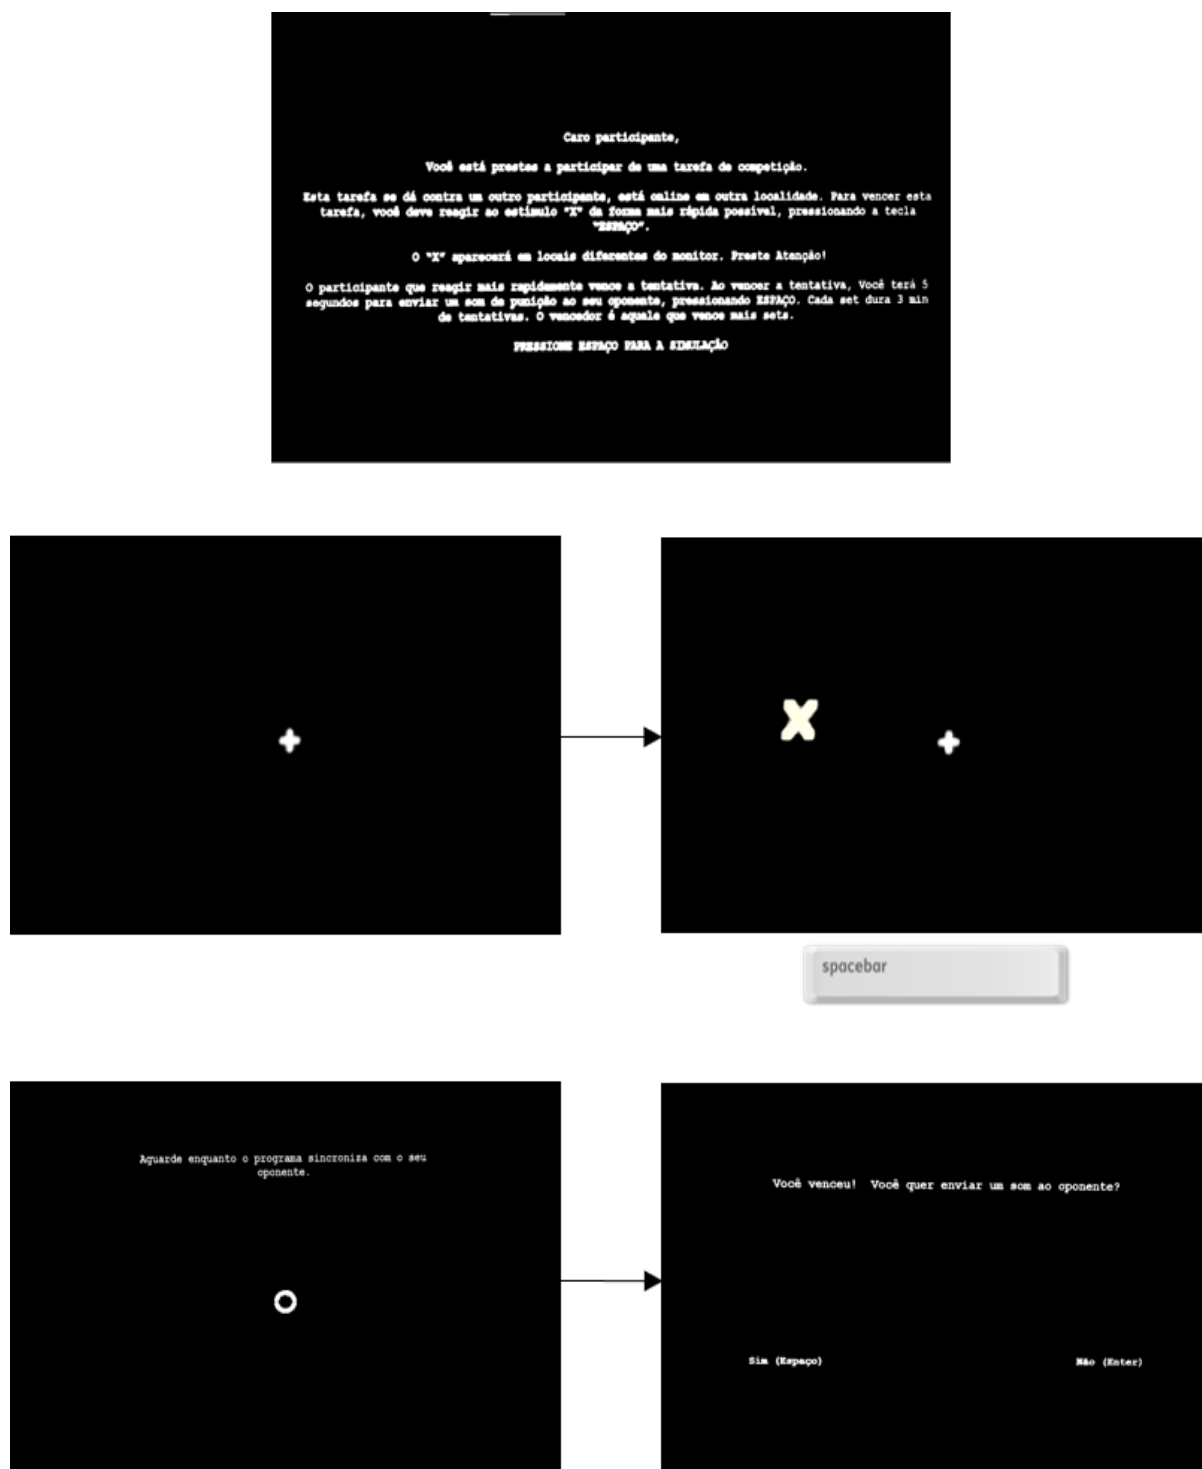 Caro participante,
Você está prestes a participar de uma tarefa de competição.
Esta tarefa se dá contra um outro participante, está online em outra localidade. Para vencer esta
tarefa, você deve reagir ao estimulo "X" da forma mais rápida possível, pressionando a tecla
"ESPAÇO".
O "X" aparecerá em locais diferentes do monitor. Preste Atenção!
O participante que reagir mais rapidamente vence a tentativa. Ao vencer a tentativa, Você terá 5
segundos para enviar um som de punição ao seu oponente, pressionando ESPAÇO. Cada set dura 3 min
de tentativas. O vencedor é aquele que vence mais sets.
PRESSIONE ESPAÇO PARA A SIMULAÇÃO
X
spacebar
Aguarde enquanto o programa sincroniza com o seu
oponente.
Você venceu! Você quer enviar um som ao oponente?
Sim (Espaço) Não (Enter)